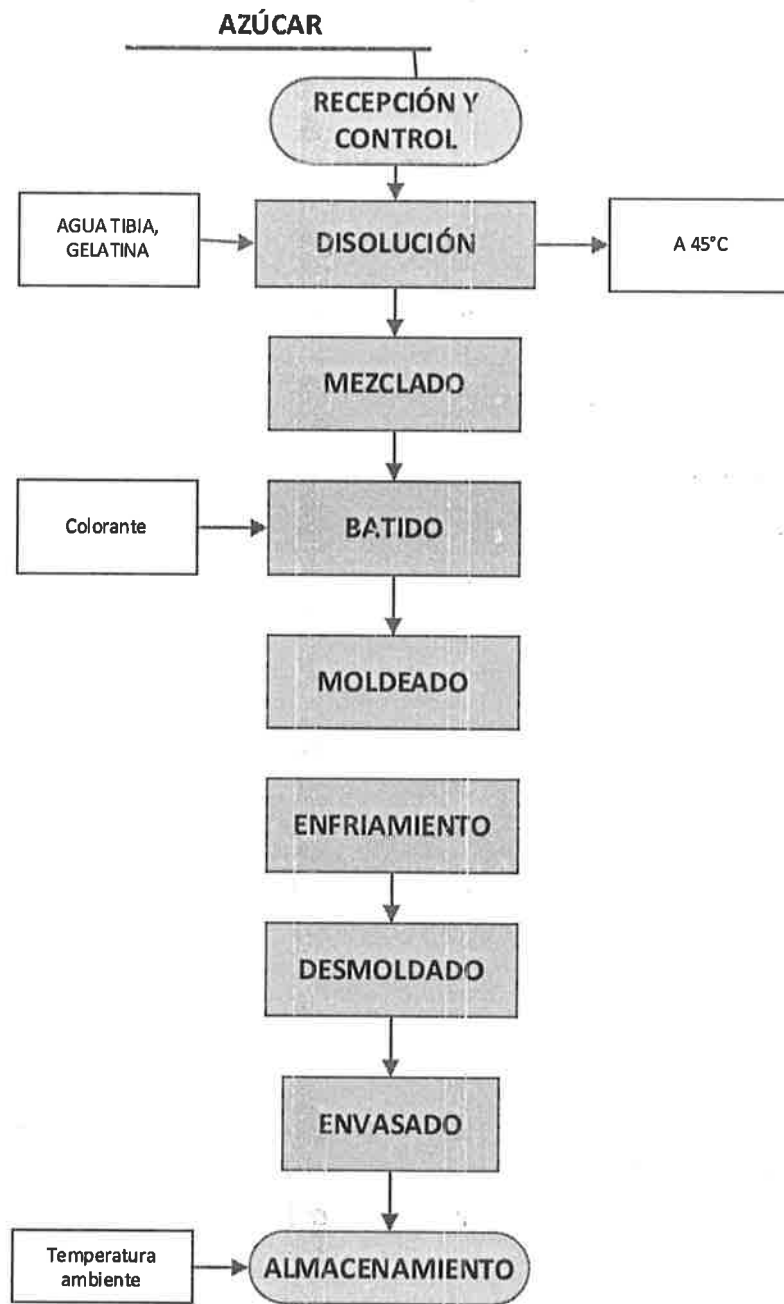 AZÚCAR
RECEPCIÓN Y
CONTROL
AGUA TIBIA,
GELATINA
DISOLUCIÓN
A 45°C
MEZCLADO
Colorante
BATIDO
MOLDEADO
ENFRIAMIENTO
DESMOLDADO
ENVASADO
Temperatura
ambiente
ALMACENAMIENTO